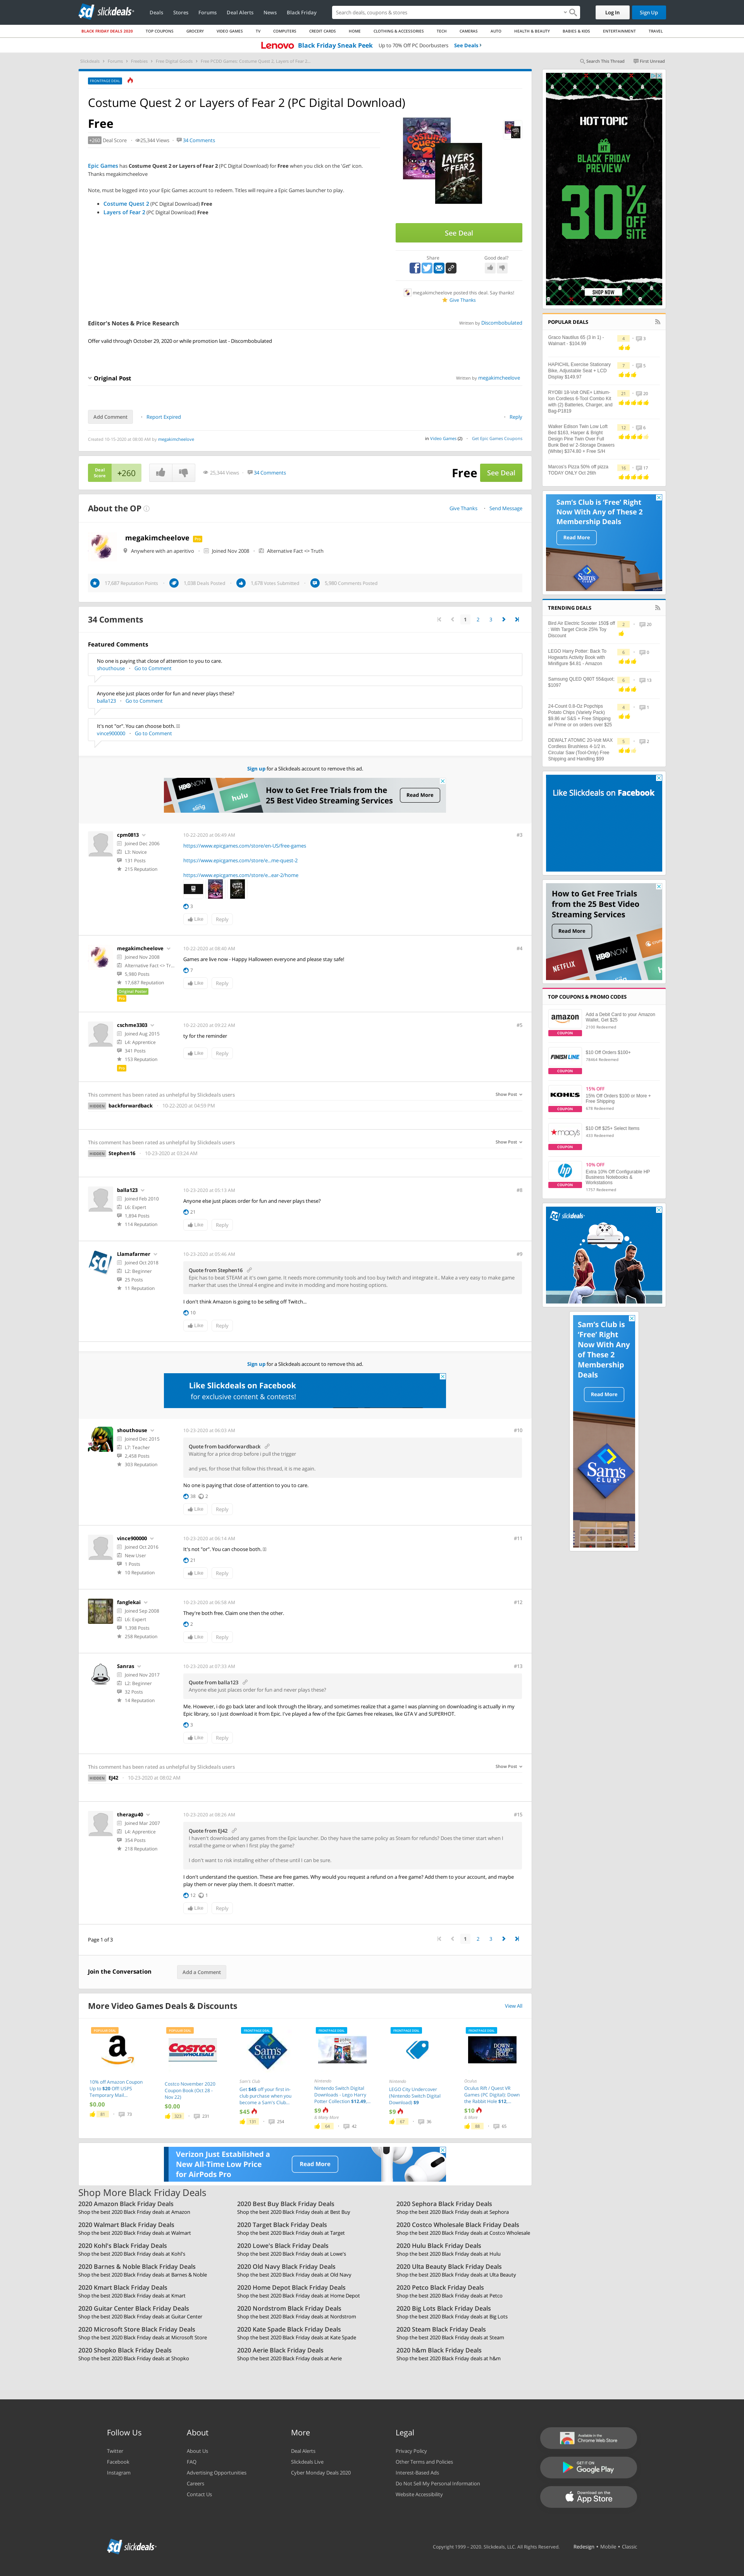 slickdeals
Deals Stores Forums Deal Alerts News Black Friday
Search deals, coupons & stores
Log In
Sign Up
BLACK FRIDAY DEALS 2020 TOP COUPONS GROCERY VIDEO GAMES TV COMPUTERS CREDIT CARDS HOME CLOTHING & ACCESSORIES TECH CAMERAS AUTO HEALTH & BEAUTY BABIES & KIDS ENTERTAINMENT TRAVEL
Lenovo Black Friday Sneak Peek Up to 70% Off PC Doorbusters See Deals
Slickdeals Forums Freebies Free Digital Goods Free PCDD Games: Costume Quest 2, Layers of Fear 2...
Search This Thread First Unread
FRONTPAGE DEAL
Costume Quest 2 or Layers of Fear 2 (PC Digital Download)
Free
+260 Deal Score 25,344 Views 34 Comments
Epic Games has Costume Quest 2 or Layers of Fear 2 (PC Digital Download) for Free when you click on the 'Get' icon.
Thanks megakimcheelove
Note, must be logged into your Epic Games account to redeem. Titles will require a Epic Games launcher to play.
Costume Quest 2 (PC Digital Download) Free
Layers of Fear 2 (PC Digital Download) Free
See Deal
Share
Good deal?
megakimcheelove posted this deal. Say thanks!
Give Thanks
Editor's Notes & Price Research
Written by Discombobulated
Offer valid through October 29, 2020 or while promotion last - Discombobulated
Original Post
Written by megakimcheelove
Add Comment
Report Expired
Reply
Created 10-15-2020 at 08:00 AM by megakimcheelove
in Video Games (2) Get Epic Games Coupons
Deal Score
+260
25,344 Views 34 Comments
Free
See Deal
About the OP
Give Thanks Send Message
megakimcheelove Pro
Anywhere with an aperitivo Joined Nov 2008 Alternative Fact <> Truth
17,687 Reputation Points 1,038 Deals Posted 1,678 Votes Submitted 5,980 Comments Posted
34 Comments
1 2 3
Featured Comments
No one is paying that close of attention to you to care.
shouthouse Go to Comment
Anyone else just places order for fun and never plays these?
balla123 Go to Comment
It's not "or". You can choose both.
vince900000 Go to Comment
Sign up for a Slickdeals account to remove this ad.
How to Get Free Trials from the 25 Best Video Streaming Services
Read More
cpm0813
Joined Dec 2006
L3: Novice
131 Posts
215 Reputation
10-22-2020 at 06:49 AM
#3
https://www.epicgames.com/store/en-US/free-games
https://www.epicgames.com/store/e...me-quest-2
https://www.epicgames.com/store/e...ear-2/home
3
Like Reply
megakimcheelove
Joined Nov 2008
Alternative Fact <> Tr...
5,980 Posts
17,687 Reputation
Original Poster
Pro
10-22-2020 at 08:40 AM
#4
Games are live now - Happy Halloween everyone and please stay safe!
7
Like Reply
cschme3303
Joined Aug 2015
L4: Apprentice
341 Posts
153 Reputation
Pro
10-22-2020 at 09:22 AM
#5
ty for the reminder
Like Reply
This comment has been rated as unhelpful by Slickdeals users
Show Post
HIDDEN backforwardback 10-22-2020 at 04:59 PM
This comment has been rated as unhelpful by Slickdeals users
Show Post
HIDDEN Stephen16 10-23-2020 at 03:24 AM
balla123
Joined Feb 2010
L6: Expert
1,894 Posts
114 Reputation
10-23-2020 at 05:13 AM
#8
Anyone else just places order for fun and never plays these?
21
Like Reply
Llamafarmer
Joined Oct 2018
L2: Beginner
25 Posts
11 Reputation
10-23-2020 at 05:46 AM
#9
Quote from Stephen16
Epic has to beat STEAM at it's own game. It needs more community tools and too buy twitch and integrate it . Make a very easy to make game marker that uses the Unreal 4 engine and invite in modding and more hosting options.
I don't think Amazon is going to be selling off Twitch...
10
Like Reply
Sign up for a Slickdeals account to remove this ad.
Like Slickdeals on Facebook
for exclusive content & contests!
shouthouse
Joined Dec 2015
L7: Teacher
2,458 Posts
303 Reputation
10-23-2020 at 06:03 AM
#10
Quote from backforwardback
Waiting for a price drop before i pull the trigger
and yes, for those that follow this thread, it is me again.
No one is paying that close of attention to you to care.
38 2
Like Reply
vince900000
Joined Oct 2016
New User
1 Posts
10 Reputation
10-23-2020 at 06:14 AM
#11
It's not "or". You can choose both.
21
Like Reply
fanglekai
Joined Sep 2008
L6: Expert
1,398 Posts
258 Reputation
10-23-2020 at 06:58 AM
#12
They're both free. Claim one then the other.
2
Like Reply
Sanras
Joined Nov 2017
L2: Beginner
32 Posts
14 Reputation
10-23-2020 at 07:33 AM
#13
Quote from balla123
Anyone else just places order for fun and never plays these?
Me. However, i do go back later and look through the library, and sometimes realize that a game I was planning on downloading is actually in my Epic library, so I just download it from Epic. I've played a few of the Epic Games free releases, like GTA V and SUPERHOT.
3
Like Reply
This comment has been rated as unhelpful by Slickdeals users
Show Post
HIDDEN EJ42 10-23-2020 at 08:02 AM
theragu40
Joined Mar 2007
L4: Apprentice
354 Posts
218 Reputation
10-23-2020 at 08:26 AM
#15
Quote from EJ42
I haven't downloaded any games from the Epic launcher. Do they have the same policy as Steam for refunds? Does the timer start when I install the game or when I first play the game?
I don't want to risk installing either of these until I can be sure.
I don't understand the question. These are free games. Why would you request a refund on a free game? Add them to your account, and maybe play them or never play them. It doesn't matter.
12 1
Like Reply
Page 1 of 3
1 2 3
Join the Conversation
Add a Comment
More Video Games Deals & Discounts
View All
10% off Amazon Coupon Up to $20 Off! USPS Temporary Mail...
$0.00
81 73
Costco November 2020 Coupon Book (Oct 28 - Nov 22)
$0.00
322 231
Sam's Club
Get $45 off your first in-club purchase when you become a Sam's Club...
$45
131 254
Nintendo
Nintendo Switch Digital Downloads - Lego Harry Potter Collection $12.49,...
$9
& Many More
64 42
Nintendo
LEGO City Undercover (Nintendo Switch Digital Download) $9
$9
67 36
Oculus
Oculus Rift / Quest VR Games (PC Digital): Down the Rabbit Hole $12...
$10
& More
88 65
Verizon Just Established a New All-Time Low Price for AirPods Pro
Read More
Shop More Black Friday Deals
2020 Amazon Black Friday Deals
Shop the best 2020 Black Friday deals at Amazon
2020 Best Buy Black Friday Deals
Shop the best 2020 Black Friday deals at Best Buy
2020 Sephora Black Friday Deals
Shop the best 2020 Black Friday deals at Sephora
2020 Walmart Black Friday Deals
Shop the best 2020 Black Friday deals at Walmart
2020 Target Black Friday Deals
Shop the best 2020 Black Friday deals at Target
2020 Costco Wholesale Black Friday Deals
Shop the best 2020 Black Friday deals at Costco Wholesale
2020 Kohl's Black Friday Deals
Shop the best 2020 Black Friday deals at Kohl's
2020 Lowe's Black Friday Deals
Shop the best 2020 Black Friday deals at Lowe's
2020 Hulu Black Friday Deals
Shop the best 2020 Black Friday deals at Hulu
2020 Barnes & Noble Black Friday Deals
Shop the best 2020 Black Friday deals at Barnes & Noble
2020 Old Navy Black Friday Deals
Shop the best 2020 Black Friday deals at Old Navy
2020 Ulta Beauty Black Friday Deals
Shop the best 2020 Black Friday deals at Ulta Beauty
2020 Kmart Black Friday Deals
Shop the best 2020 Black Friday deals at Kmart
2020 Home Depot Black Friday Deals
Shop the best 2020 Black Friday deals at Home Depot
2020 Petco Black Friday Deals
Shop the best 2020 Black Friday deals at Petco
2020 Guitar Center Black Friday Deals
Shop the best 2020 Black Friday deals at Guitar Center
2020 Nordstrom Black Friday Deals
Shop the best 2020 Black Friday deals at Nordstrom
2020 Big Lots Black Friday Deals
Shop the best 2020 Black Friday deals at Big Lots
2020 Microsoft Store Black Friday Deals
Shop the best 2020 Black Friday deals at Microsoft Store
2020 Kate Spade Black Friday Deals
Shop the best 2020 Black Friday deals at Kate Spade
2020 Steam Black Friday Deals
Shop the best 2020 Black Friday deals at Steam
2020 Shopko Black Friday Deals
Shop the best 2020 Black Friday deals at Shopko
2020 Aerie Black Friday Deals
Shop the best 2020 Black Friday deals at Aerie
2020 h&m Black Friday Deals
Shop the best 2020 Black Friday deals at h&m
HOT TOPIC
BLACK FRIDAY PREVIEW
30% OFF SITE
SHOP NOW
POPULAR DEALS
Graco Nautilus 65 (3 in 1) - Walmart - $104.99
HAPICHIL Exercise Stationary Bike, Adjustable Seat + LCD Display $149.97
RYOBI 18-Volt ONE+ Lithium-Ion Cordless 6-Tool Combo Kit with (2) Batteries, Charger, and Bag-P1819
Walker Edison Twin Low Loft Bed $163, Harper & Bright Design Pine Twin Over Full Bunk Bed w/ 2-Storage Drawers (White) $374.80 + Free S/H
Marcos's Pizza 50% off pizza TODAY ONLY Oct 26th
Sam's Club is 'Free' Right Now With Any of These 2 Membership Deals
Read More
TRENDING DEALS
Bird Air Electric Scooter 150$ off . With Target Circle 25% Toy Discount
LEGO Harry Potter: Back To Hogwarts Activity Book with Minifigure $4.81 - Amazon
Samsung QLED Q80T 55&quot; $1097
24-Count 0.8-Oz Popchips Potato Chips (Variety Pack) $9.96 w/ S&S + Free Shipping w/ Prime or on orders over $25
DEWALT ATOMIC 20-Volt MAX Cordless Brushless 4-1/2 in. Circular Saw (Tool-Only) Free Shipping and Handling $99
Like Slickdeals on Facebook
How to Get Free Trials from the 25 Best Video Streaming Services
Read More
NETFLIX HBO NOW
TOP COUPONS & PROMO CODES
amazon
COUPON
Add a Debit Card to your Amazon Wallet, Get $25
2720 Redeemed
FINISH LINE
COUPON
$10 Off Orders $100+
78464 Redeemed
KOHL'S
COUPON
15% OFF
15% Off Orders $100 or More + Free Shipping
378 Redeemed
macys
COUPON
$10 Off $25+ Select Items
833 Redeemed
hp
COUPON
10% OFF
Extra 10% Off Configurable HP Business Notebooks & Workstations
1757 Redeemed
slickdeals
Sam's Club is 'Free' Right Now With Any of These 2 Membership Deals
Read More
Sam's CLUB
Follow Us
Twitter
Facebook
Instagram
About
About Us
FAQ
Advertising Opportunities
Careers
Contact Us
More
Deal Alerts
Slickdeals Live
Cyber Monday Deals 2020
Legal
Privacy Policy
Other Terms and Policies
Interest-Based Ads
Do Not Sell My Personal Information
Website Accessibility
Available in the Chrome Web Store
GET IT ON Google Play
Download on the App Store
slickdeals
Copyright 1999 - 2020. Slickdeals, LLC. All Rights Reserved. Redesign • Mobile • Classic